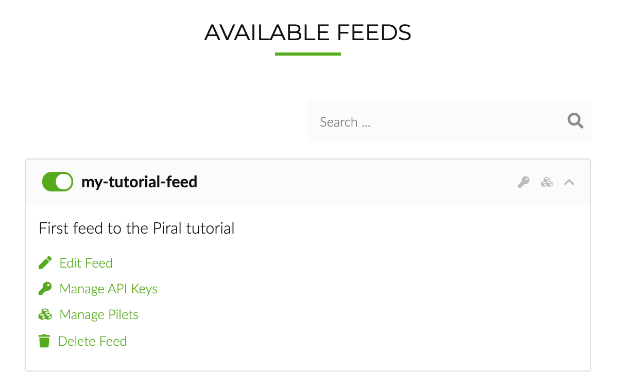 AVAILABLE FEEDS
Search ...
my-tutorial-feed
First feed to the Piral tutorial
Edit Feed
Manage API Keys
Manage Pilets
Delete Feed